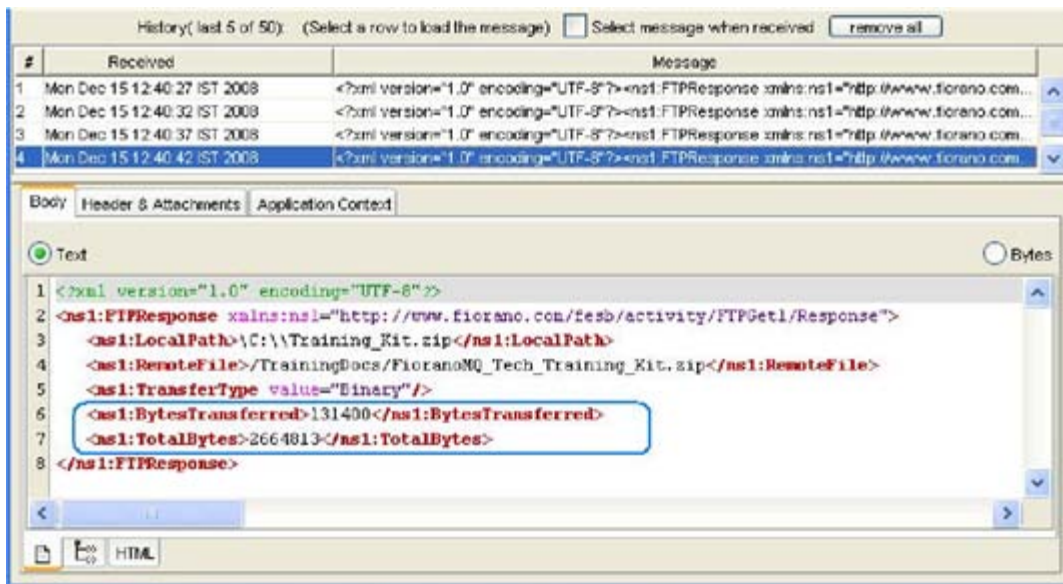 History( last 5 of 50): (Select a row to load the message) Select message when received remove all
# Received Message
1 Mon Dec 15 12:40:27 IST 2008 <?xml version="1.0" encoding="UTF-8"?><ns1:FTPResponse xmlns:ns1="http://www.fiorano.com...
2 Mon Dec 15 12:40:32 IST 2008 <?xml version="1.0" encoding="UTF-8"?><ns1:FTPResponse xmlns:ns1="http://www.fiorano.com...
3 Mon Dec 15 12:40:37 IST 2008 <?xml version="1.0" encoding="UTF-8"?><ns1:FTPResponse xmlns:ns1="http://www.fiorano.com...
4 Mon Dec 15 12:40:42 IST 2008 <?xml version="1.0" encoding="UTF-8"?><ns1:FTPResponse xmlns:ns1="http://www.fiorano.com...
Body Header & Attachments Application Context
Text Bytes
1 <?xml version="1.0" encoding="UTF-8"?>
2 <ns1:FTPResponse xmlns:ns1="http://www.fiorano.com/fesb/activity/FTPGet1/Response">
3 <ns1:LocalPath>\C:\\Training_Kit.zip</ns1:LocalPath>
4 <ns1:RemoteFile>/TrainingDocs/FioranoMQ_Tech_Training_Kit.zip</ns1:RemoteFile>
5 <ns1:TransferType value="Binary"/>
6 <ns1:BytesTransferred>131400</ns1:BytesTransferred>
7 <ns1:TotalBytes>2664813</ns1:TotalBytes>
8 </ns1:FTPResponse>
HTML